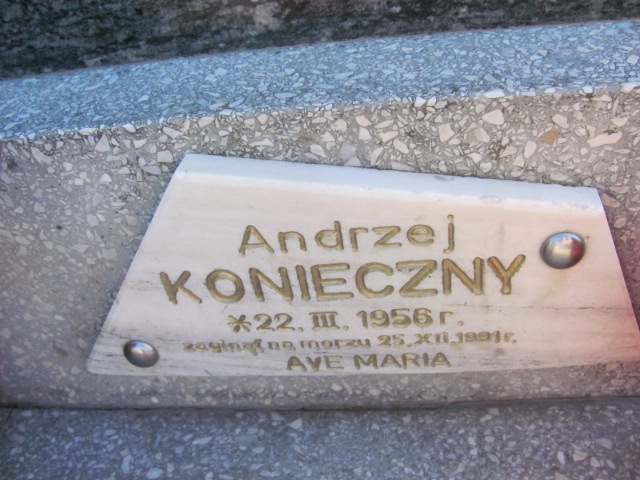 Andrzej
KONIECZNY
*22. III. 1956 r.
zaginął na morzu 25. XII. 1991 r.
AVE MARIA